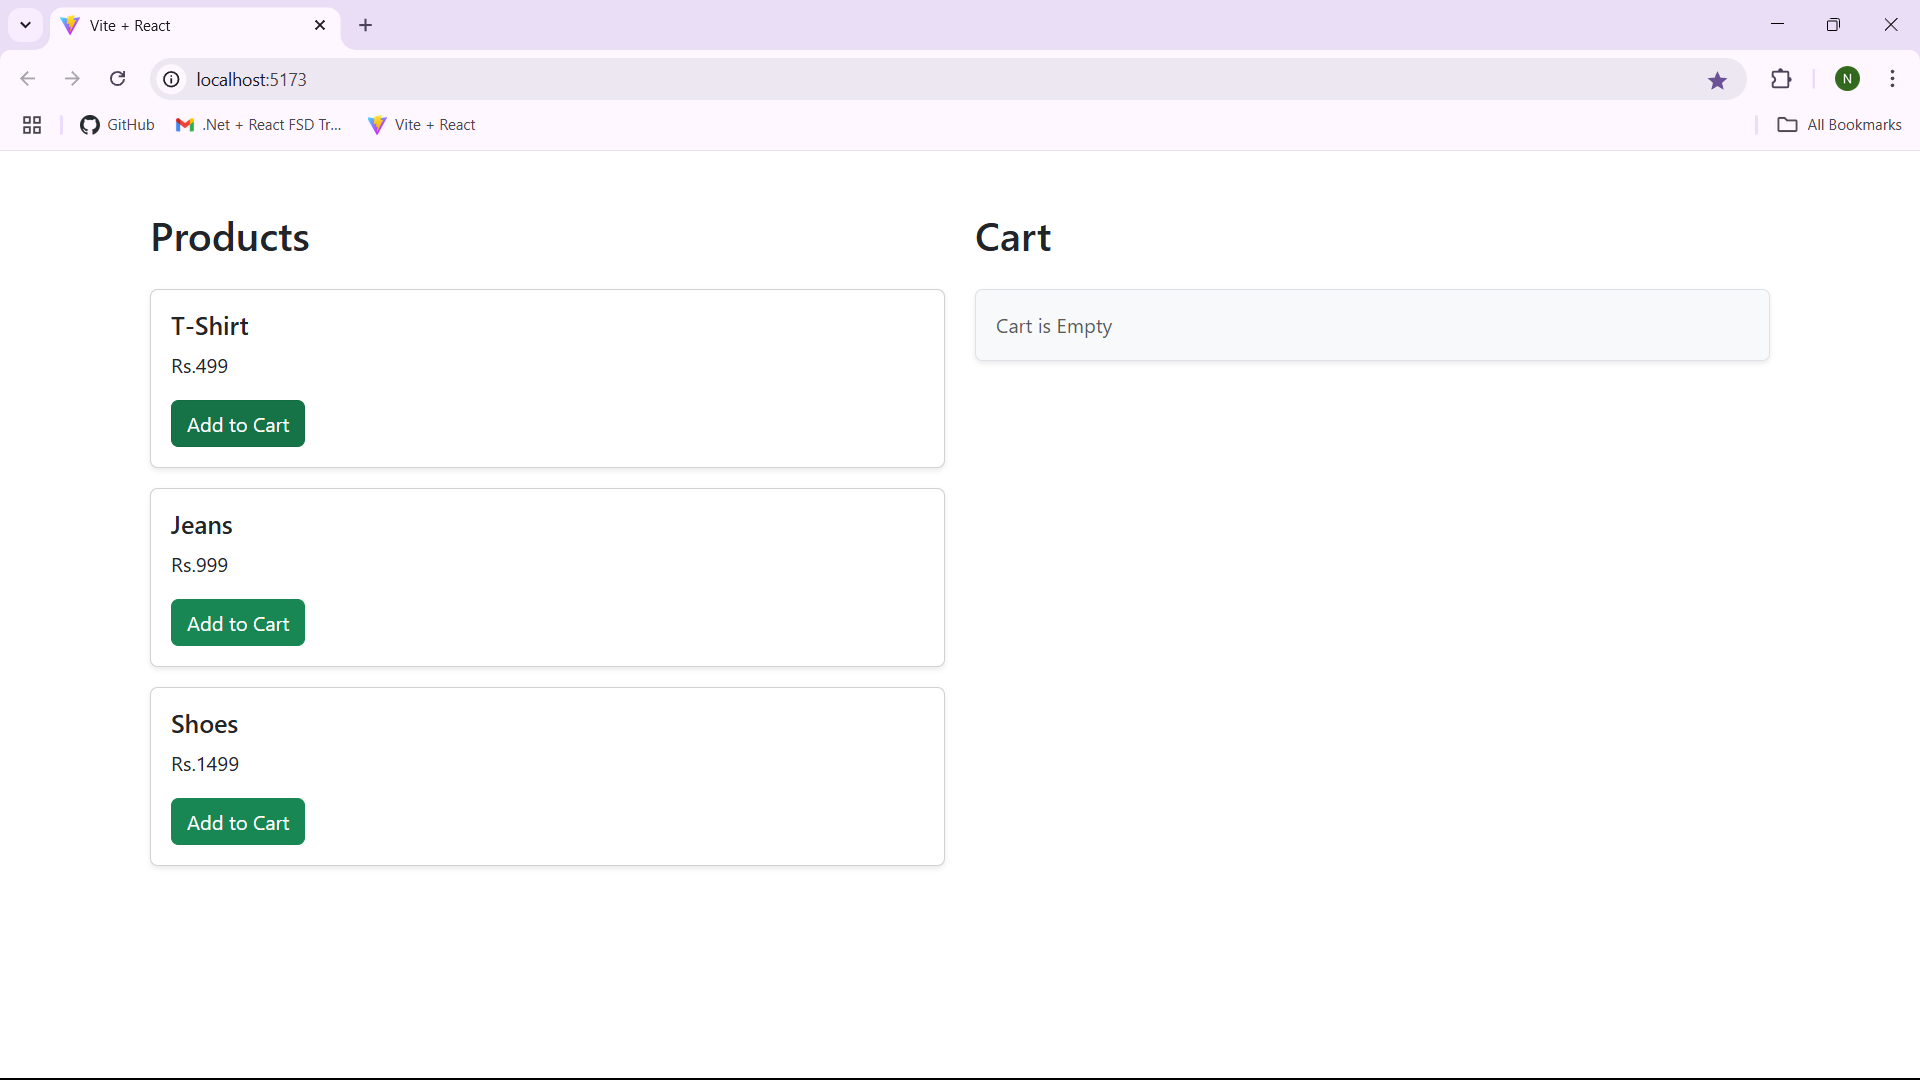 Vite + React
localhost:5173
N
GitHub
.Net + React FSD Tr...
Vite + React
All Bookmarks
Products
Cart
T-Shirt
Rs.499
Add to Cart
Cart is Empty
Jeans
Rs.999
Add to Cart
Shoes
Rs.1499
Add to Cart